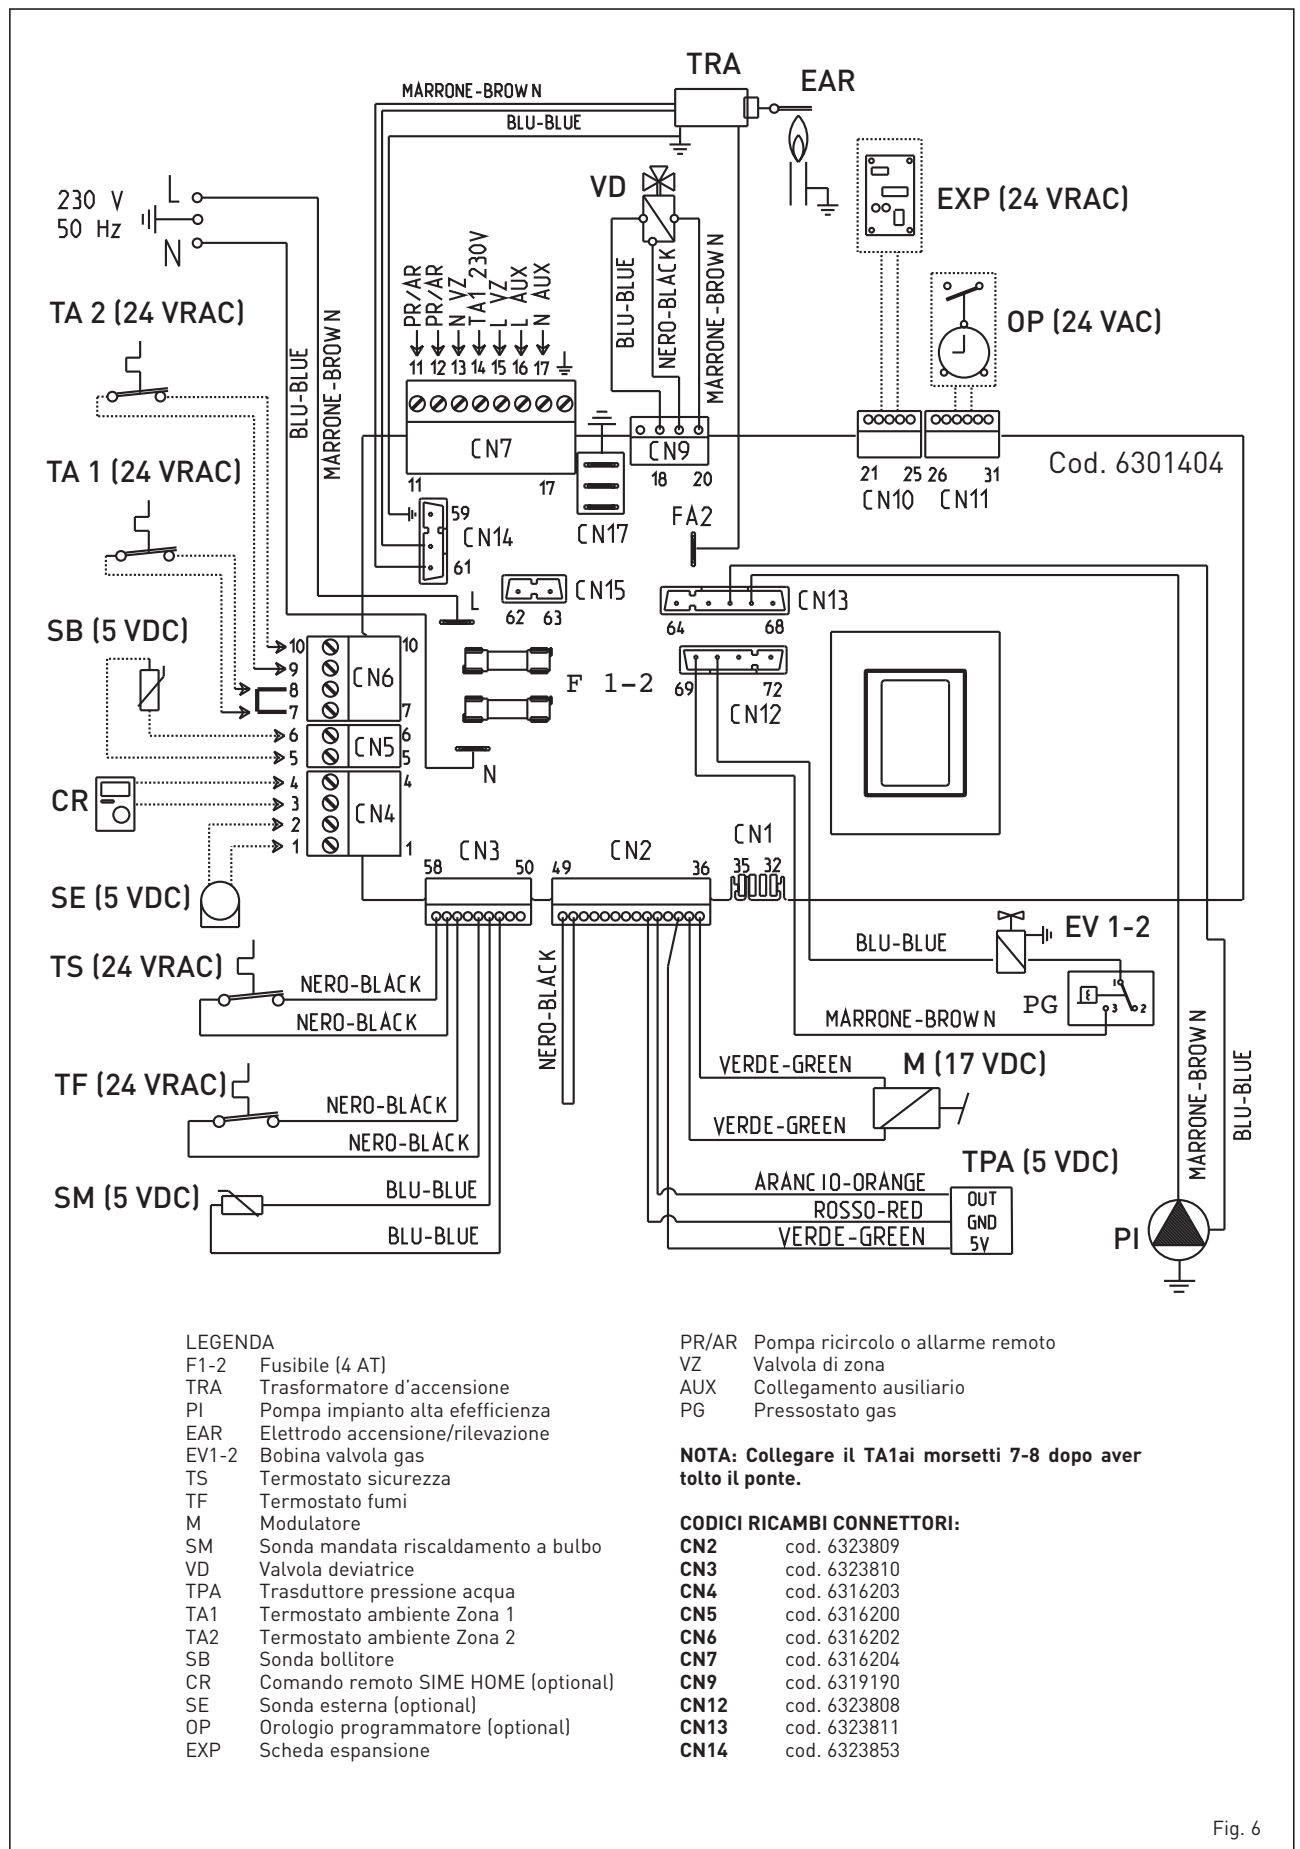 TRA
EAR
MARRONE-BROWN
BLU-BLUE
VD
EXP (24 VRAC)
230 V
50 Hz
L
N
PR/AR
PR/AR
N VZ
TA1 230V
L VZ
L AUX
N AUX
BLU-BLUE
NERO-BLACK
MARRONE-BROWN
OP (24 VAC)
TA 2 (24 VRAC)
BLU-BLUE
MARRONE-BROWN
11 12 13 14 15 16 17
CN7
11 17
CN9
18 20
21 25
CN10
26 31
CN11
Cod. 6301404
TA 1 (24 VRAC)
59
CN14
61
CN17
FA2
CN15
62 63
L
CN13
64 68
SB (5 VDC)
10
9
8
7
CN6
10
7
F 1-2
69 72
CN12
6
5
CN5
6
5
N
CR
4
3
2
1
CN4
4
1
SE (5 VDC)
58 CN3 50
49 CN2 36
CN1
35 32
BLU-BLUE
EV 1-2
TS (24 VRAC)
NERO-BLACK
NERO-BLACK
NERO-BLACK
PG
1
3 2
MARRONE-BROWN
TF (24 VRAC)
NERO-BLACK
NERO-BLACK
VERDE-GREEN
M (17 VDC)
VERDE-GREEN
MARRONE-BROWN
BLU-BLUE
SM (5 VDC)
BLU-BLUE
BLU-BLUE
TPA (5 VDC)
ARANCIO-ORANGE
ROSSO-RED
VERDE-GREEN
OUT
GND
5V
PI
LEGENDA
F1-2 Fusibile (4 AT)
TRA Trasformatore d'accensione
PI Pompa impianto alta efefficienza
EAR Elettrodo accensione/rilevazione
EV1-2 Bobina valvola gas
TS Termostato sicurezza
TF Termostato fumi
M Modulatore
SM Sonda mandata riscaldamento a bulbo
VD Valvola deviatrice
TPA Trasduttore pressione acqua
TA1 Termostato ambiente Zona 1
TA2 Termostato ambiente Zona 2
SB Sonda bollitore
CR Comando remoto SIME HOME (optional)
SE Sonda esterna (optional)
OP Orologio programmatore (optional)
EXP Scheda espansione
PR/AR Pompa ricircolo o allarme remoto
VZ Valvola di zona
AUX Collegamento ausiliario
PG Pressostato gas
NOTA: Collegare il TA1ai morsetti 7-8 dopo aver
tolto il ponte.
CODICI RICAMBI CONNETTORI:
CN2 cod. 6323809
CN3 cod. 6323810
CN4 cod. 6316203
CN5 cod. 6316200
CN6 cod. 6316202
CN7 cod. 6316204
CN9 cod. 6319190
CN12 cod. 6323808
CN13 cod. 6323811
CN14 cod. 6323853
Fig. 6